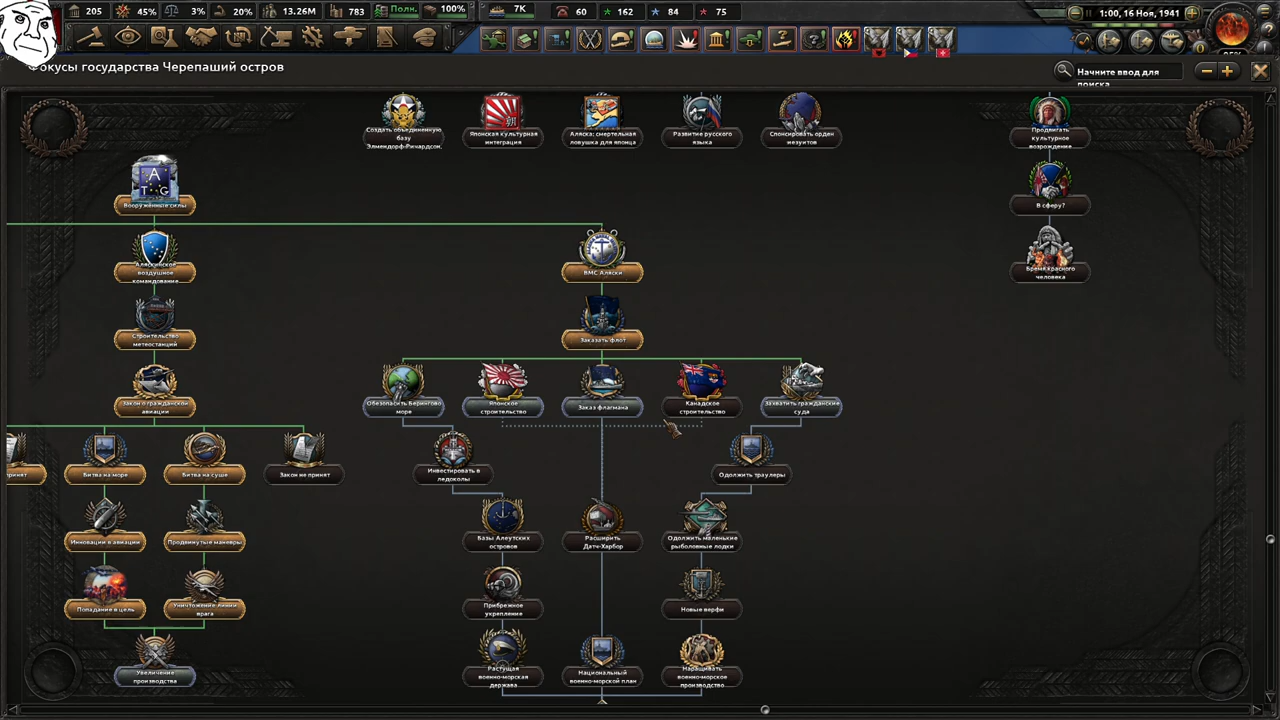 205 45% 3% 20% 13.26M 783 Полн. 100% 7K 60 162 84 75 1:00, 16 Ноя, 1941
Фокусы государства Черепаший остров
Начните ввод для
поиска
Создать объединенную
базу
Элмендорф-Ричардсон.
Японская культурная
интеграция
Аляска: смертельная
ловушка для японца
Развитие русского
языка
Спонсировать орден
иезуитов
Продвигать
культурное
возрождение
A
T G
Вооруженные силы
В сферу?
Аляскинское
воздушное
командование
ВМС Аляски
Время Красного
человека
Строительство
метеостанций
Заказать флот
Закон о гражданской
авиации
Обезопасить Берингово
море
Японское
строительство
Заказ флагмана
Канадское
строительство
Захватить гражданские
суда
принят
Битва на море
Битва на суше
Закон не принят
Инвестировать в
ледоколы
Одолжить траулеры
Инновации в авиации
Продвинутые маневры
Базы Алеутских
островов
Расширить
Датч-Харбор
Одолжить маленькие
рыболовные лодки
Попадание в цель
Уничтожение линии
врага
Прибрежное
укрепление
Новые верфи
Увеличение
производства
Растущая
военно-морская
держава
Национальный
военно-морской план
Наращивать
военно-морское
производство